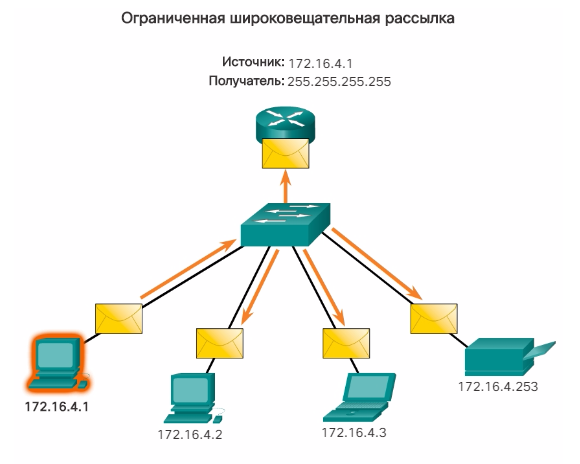 Ограниченная широковещательная рассылка
Источник: 172.16.4.1
Получатель: 255.255.255.255
172.16.4.253
172.16.4.1
172.16.4.2
172.16.4.3